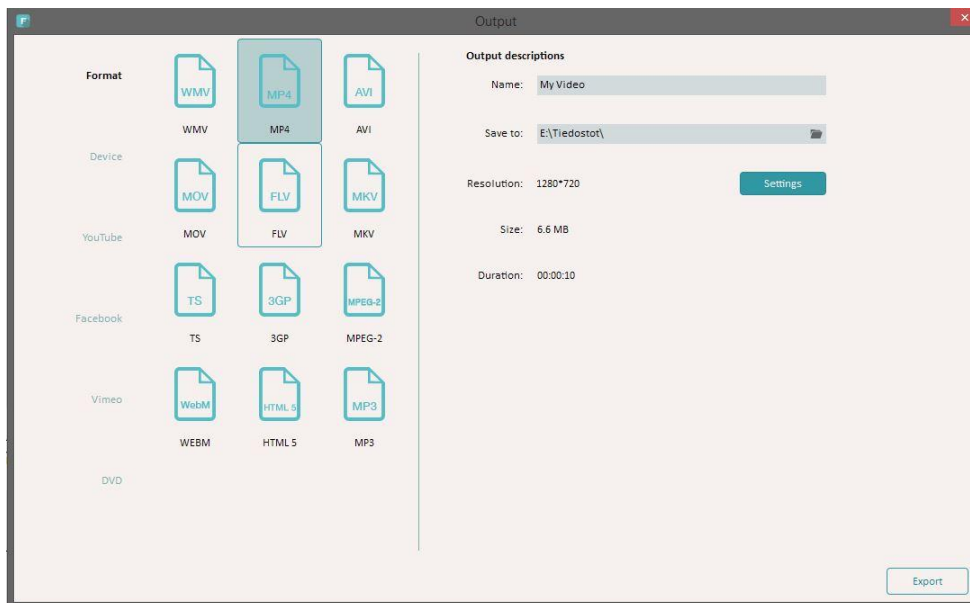 Output
Format
Device
YouTube
Facebook
Vimeo
DVD
WMV MP4 AVI
WMV MP4 AVI
MOV FLV MKV
MOV FLV MKV
TS 3GP MPEG-2
TS 3GP MPEG-2
WebM HTML 5 MP3
WEBM HTML 5 MP3
Output descriptions
Name: My Video
Save to: E:\Tiedostot\
Resolution: 1280*720 Settings
Size: 6.6 MB
Duration: 00:00:10
Export